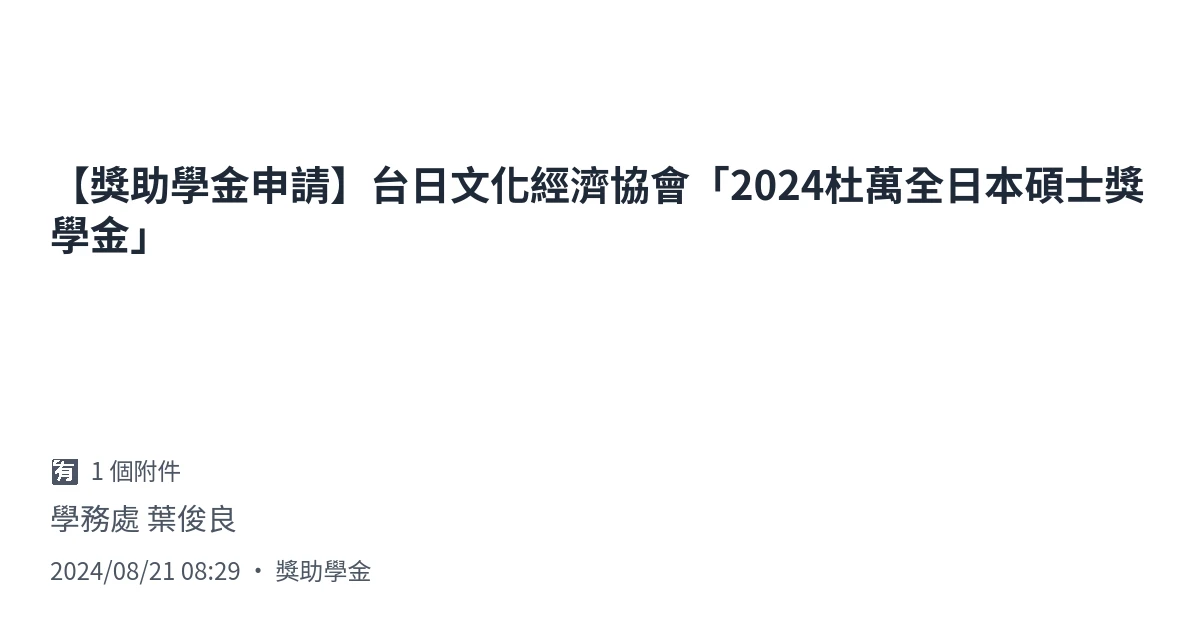 【獎助學金申請】台日文化經濟協會「2024杜萬全日本碩士獎
學金」
🈶 1 個附件
學務處 葉俊良
2024/08/21 08:29 · 獎助學金